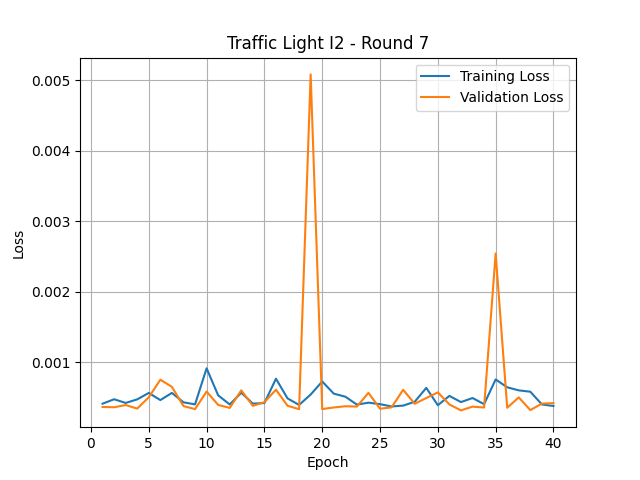 Traffic Light I2 - Round 7
Training Loss
Validation Loss
0.005
0.004
0.003
0.002
0.001
Loss
0 5 10 15 20 25 30 35 40
Epoch